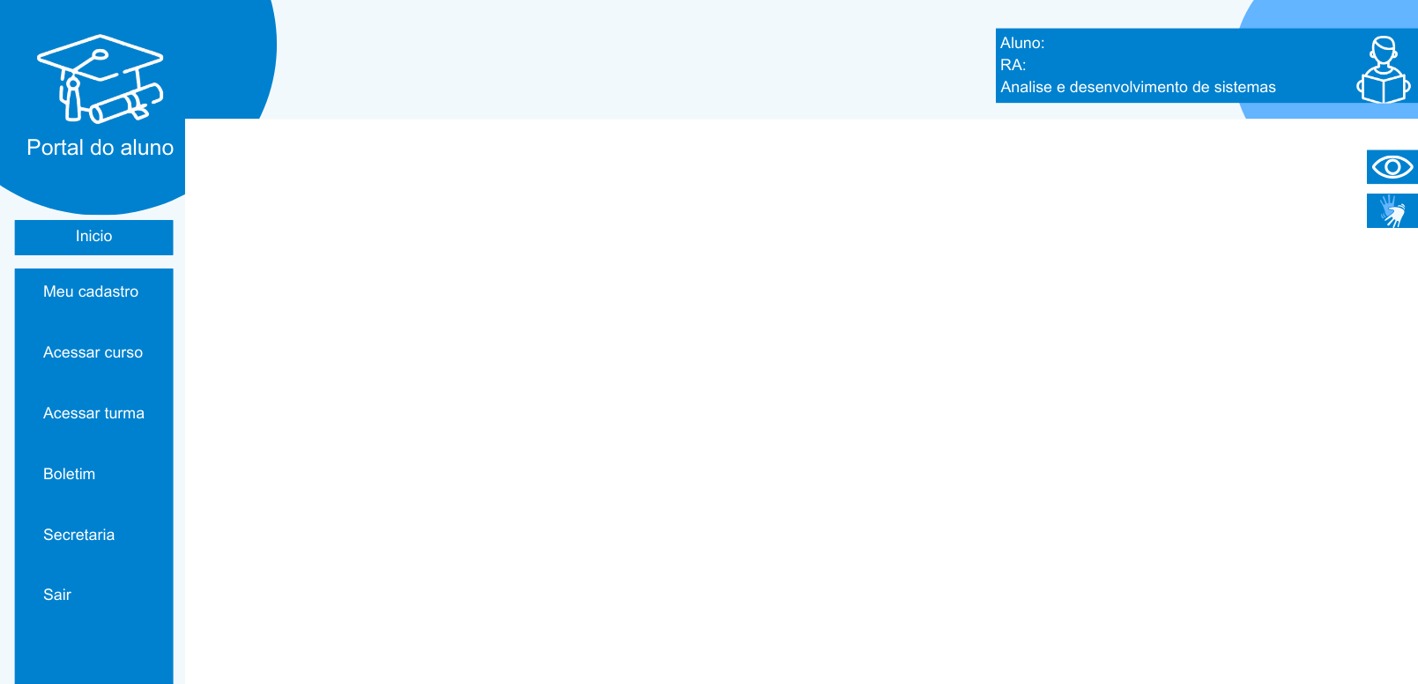 Portal do aluno
Aluno:
RA:
Analise e desenvolvimento de sistemas
Inicio
Meu cadastro
Acessar curso
Acessar turma
Boletim
Secretaria
Sair